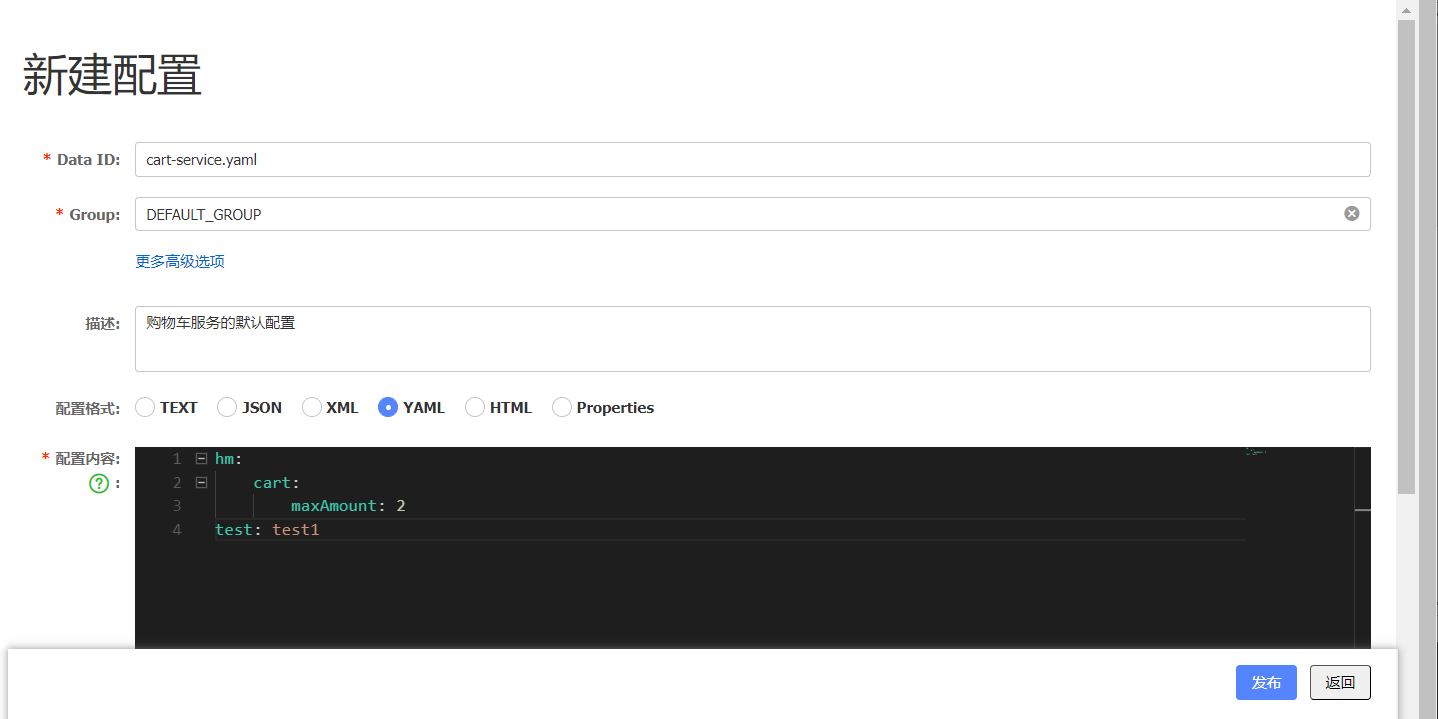 新建配置
* Data ID: cart-service.yaml
* Group: DEFAULT_GROUP
更多高级选项
描述: 购物车服务的默认配置
配置格式: TEXT JSON XML YAML HTML Properties
* 配置内容: 1 hm:
? : 2 cart:
3 maxAmount: 2
4 test: test1
发布 返回